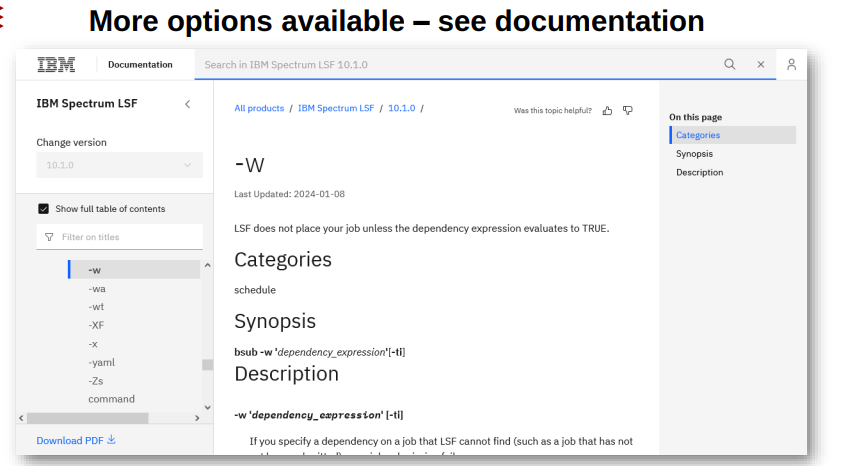 More options available – see documentation
IBM Documentation Search in IBM Spectrum LSF 10.1.0
IBM Spectrum LSF
Change version
10.1.0
Show full table of contents
Filter on titles
-w
-wa
-wt
-XF
-x
-yaml
-Zs
command
Download PDF
All products / IBM Spectrum LSF / 10.1.0 /
Was this topic helpful?
-w
Last Updated: 2024-01-08
LSF does not place your job unless the dependency expression evaluates to TRUE.
Categories
schedule
Synopsis
bsub -w 'dependency_expression'[-ti]
Description
-w 'dependency_expression' [-ti]
If you specify a dependency on a job that LSF cannot find (such as a job that has not
On this page
Categories
Synopsis
Description